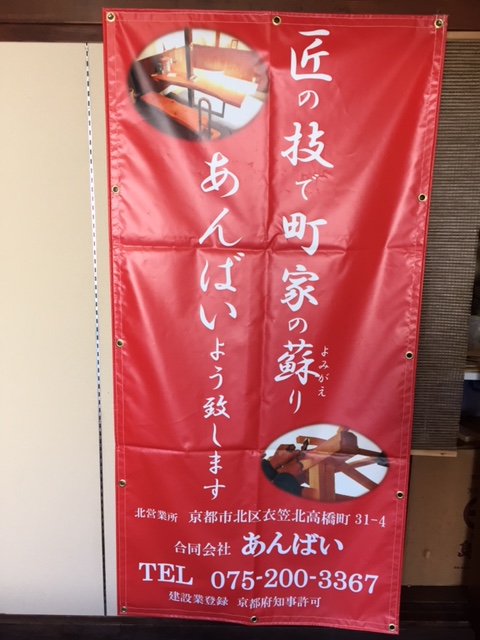 匠の技で町家の蘇り
よみがえ
あんばいよう致します
北営業所 京都市北区衣笠北高橋町 31-4
合同会社 あんばい
TEL 075-200-3367
建設業登録 京都府知事許可